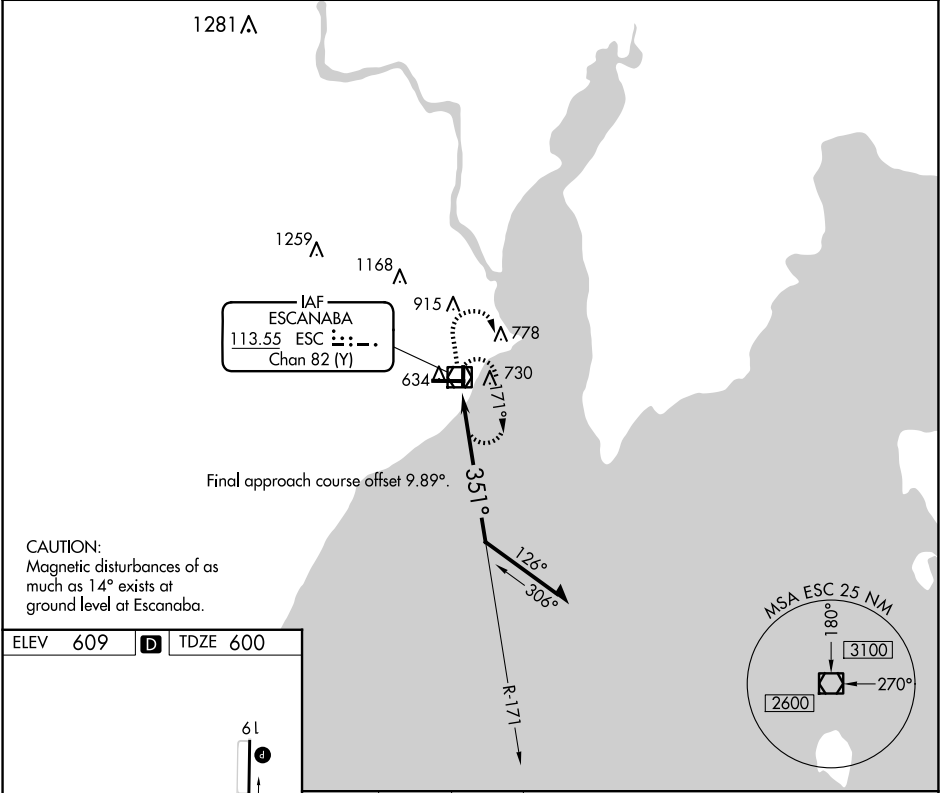 1281
1259
1168
IAF
ESCANABA
113.55 ESC
Chan 82 (Y)
915
778
634
730
171°
Final approach course offset 9.89°.
351°
CAUTION:
Magnetic disturbances of as
much as 14° exists at
ground level at Escanaba.
126°
306°
R-171
MSA ESC 25 NM
180°
3100
270°
2600
ELEV 609 D TDZE 600
19
P